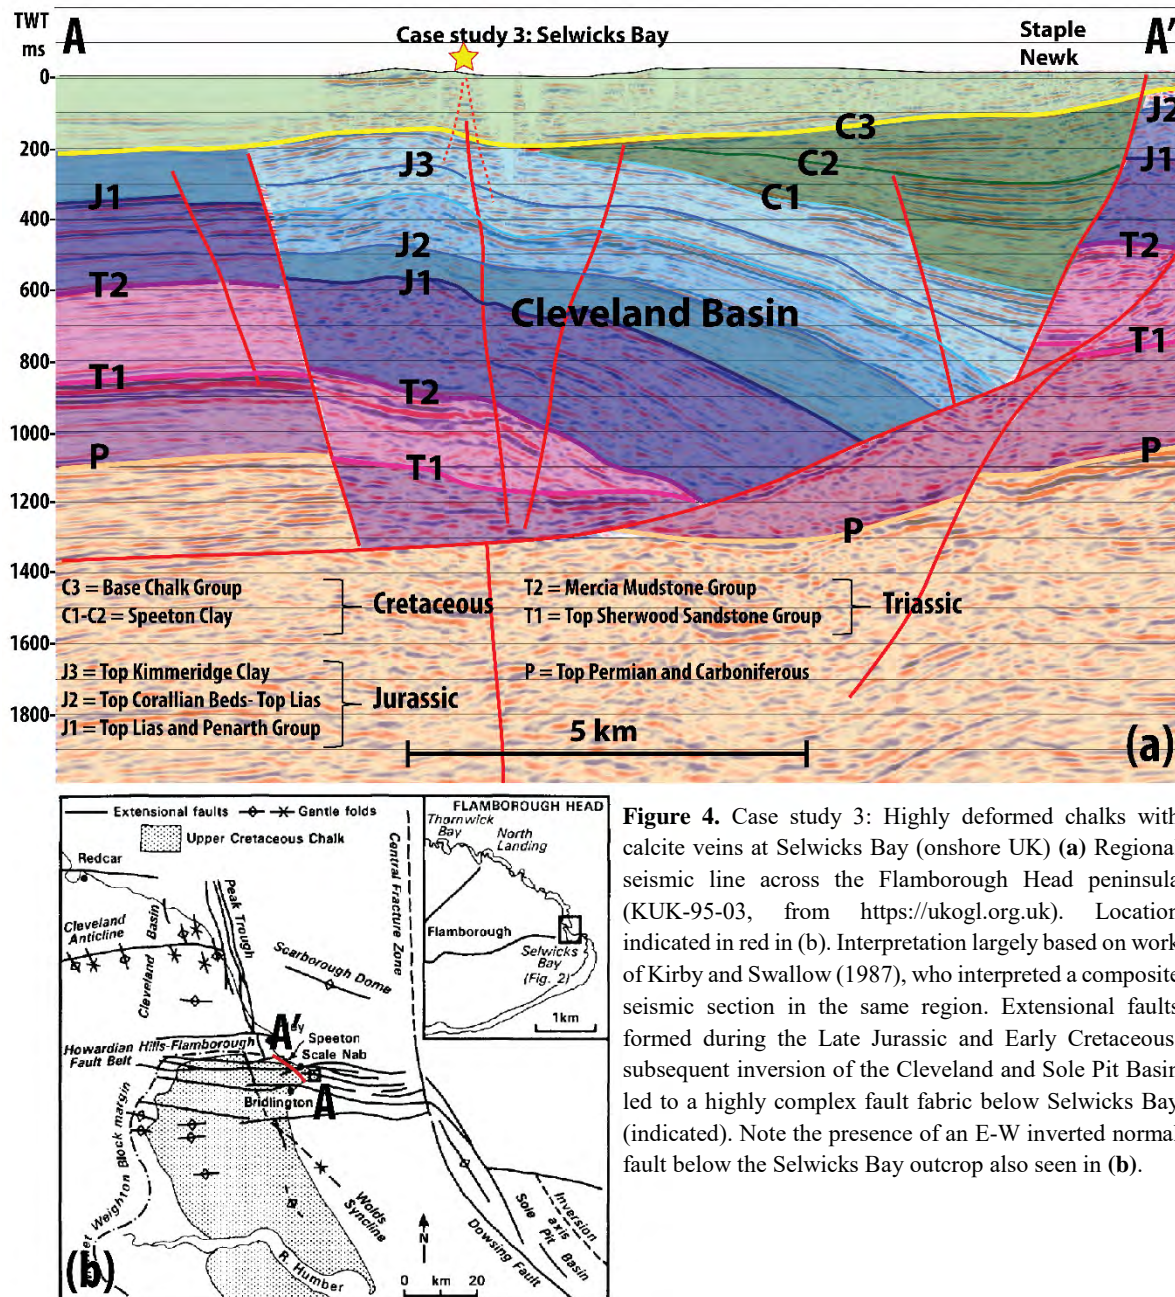 TWT
ms
A
Case study 3: Selwicks Bay
Staple
Newk
A'
0
200
400
600
800
1000
1200
1400
1600
1800
J1
T2
T1
P
J3
J2
J1
T2
T1
Cleveland Basin
C3
C2
C1
J2
J1
T2
T1
P
P
C3 = Base Chalk Group
C1-C2 = Speeton Clay
Cretaceous
J3 = Top Kimmeridge Clay
J2 = Top Corallian Beds- Top Lias
J1 = Top Lias and Penarth Group
Jurassic
T2 = Mercia Mudstone Group
T1 = Top Sherwood Sandstone Group
Triassic
P = Top Permian and Carboniferous
5 km
(a)
Extensional faults
Gentle folds
Upper Cretaceous Chalk
Redcar
Cleveland
Anticline
Cleveland Basin
Peak Trough
Scarborough Dome
Central Fracture Zone
FLAMBOROUGH HEAD
Thornwick
Bay
North
Landing
Flamborough
Selwicks
Bay
(Fig. 2)
1km
A'
Speeton
Scale Nab
Howardian Hills-Flamborough
Fault Belt
Bridlington
A
Weighton Block margin
Wolds
Syncline
R. Humber
N
0 km 20
Dowsing Fault
Sole Pit Basin
Inversion
axis
(b)
Figure 4. Case study 3: Highly deformed chalks with
calcite veins at Selwicks Bay (onshore UK) (a) Regiona
seismic line across the Flamborough Head peninsula
(KUK-95-03, from https://ukogl.org.uk). Location
indicated in red in (b). Interpretation largely based on work
of Kirby and Swallow (1987), who interpreted a composite
seismic section in the same region. Extensional faults
formed during the Late Jurassic and Early Cretaceous
subsequent inversion of the Cleveland and Sole Pit Basin
led to a highly complex fault fabric below Selwicks Bay
(indicated). Note the presence of an E-W inverted normal
fault below the Selwicks Bay outcrop also seen in (b).